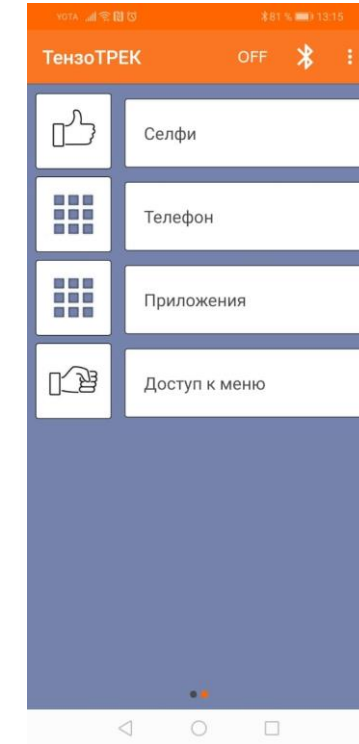 YOTA 81 % 13:15
ТензоТРЕК OFF
Селфи
Телефон
Приложения
Доступ к меню